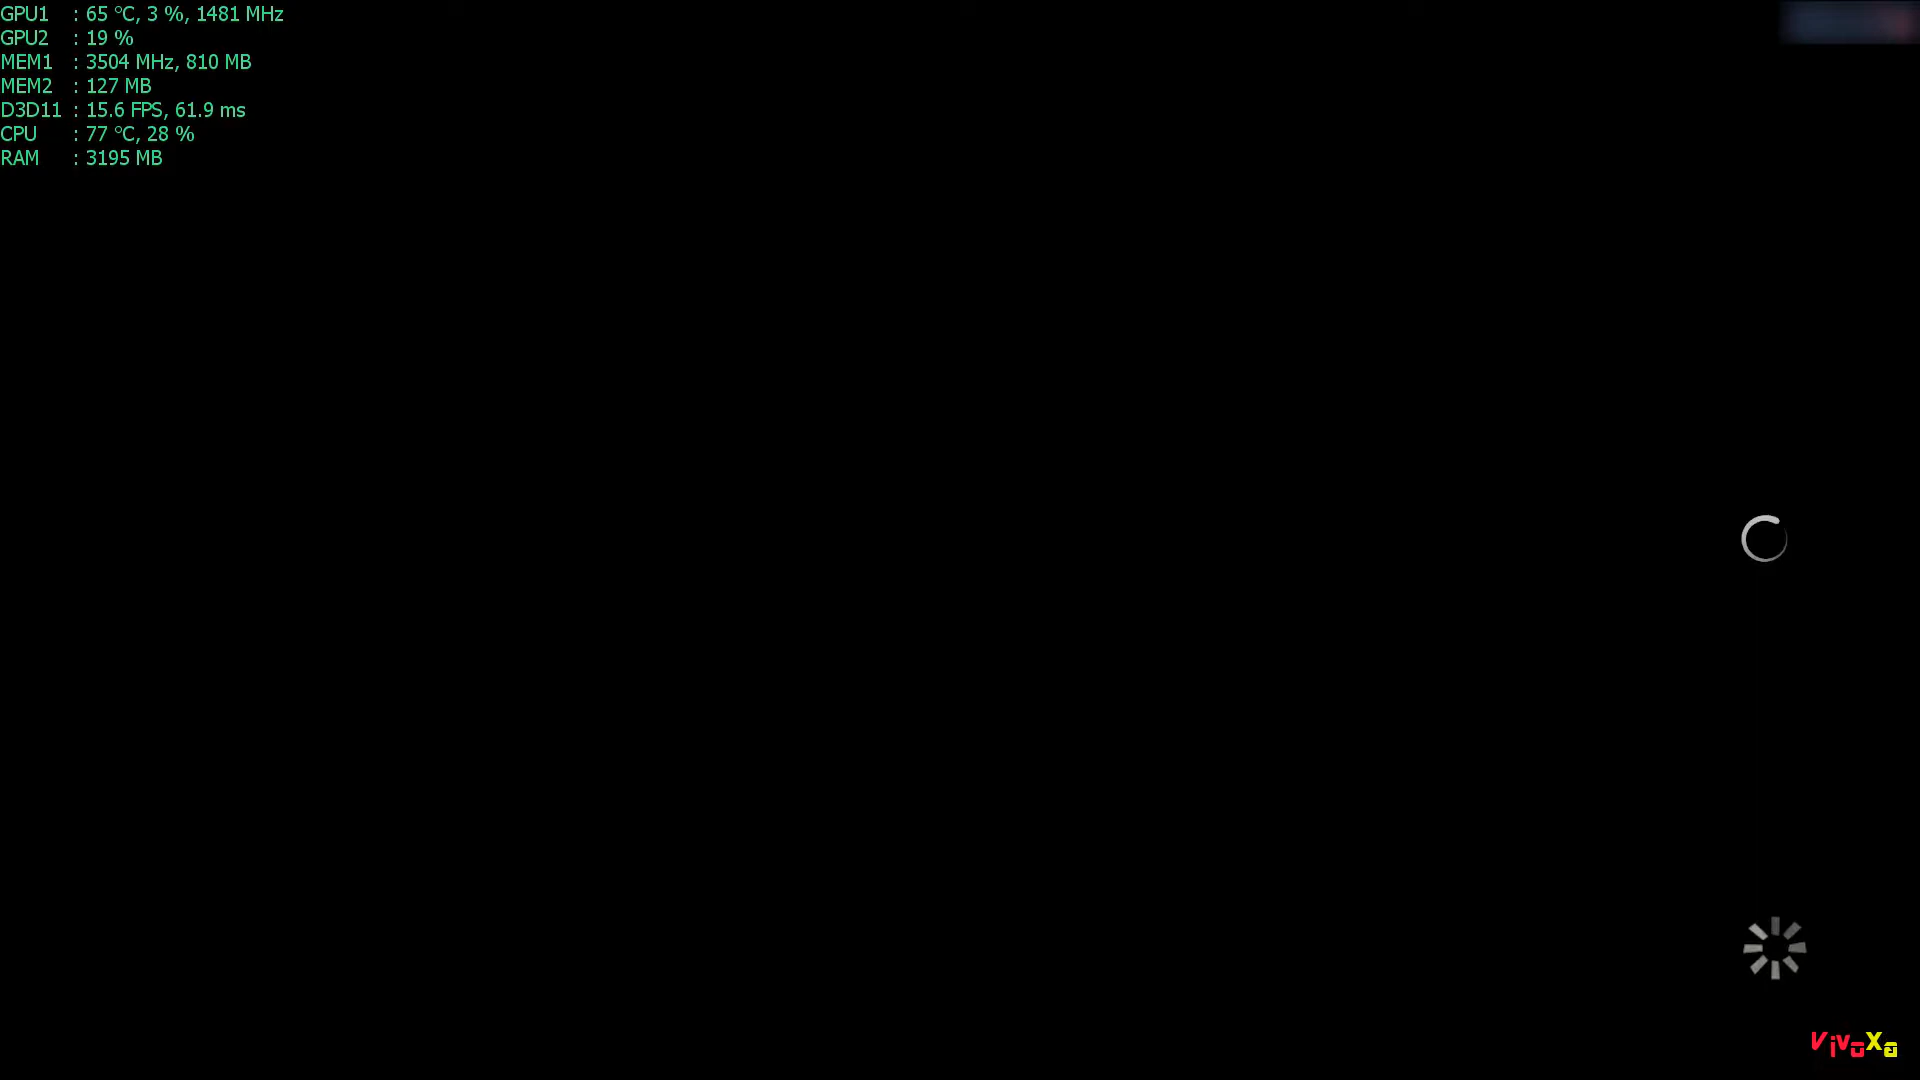 GPU1 : 65 °C, 3 %, 1481 MHz
GPU2 : 19 %
MEM1 : 3504 MHz, 810 MB
MEM2 : 127 MB
D3D11 : 15.6 FPS, 61.9 ms
CPU : 77 °C, 28 %
RAM : 3195 MB